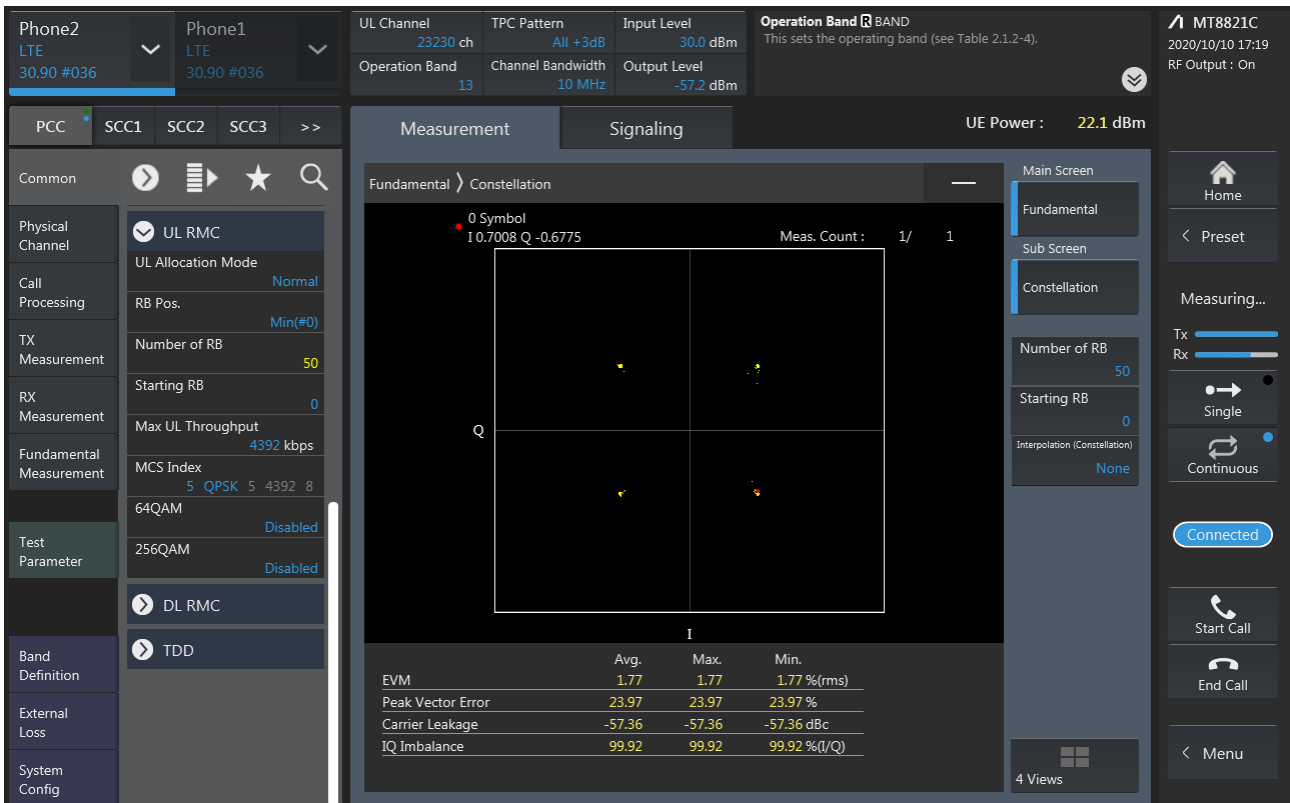 Phone2
LTE
30.90 #036
Phone1
LTE
30.90 #036
UL Channel
23230 ch
TPC Pattern
All +3dB
Input Level
30.0 dBm
Operation Band
13
Channel Bandwidth
10 MHz
Output Level
-57.2 dBm
Operation Band R BAND
This sets the operating band (see Table 2.1.2-4).
MT8821C
2020/10/10 17:19
RF Output : On
PCC SCC1 SCC2 SCC3 >>
Measurement
Signaling
UE Power : 22.1 dBm
Common
Physical
Channel
Call
Processing
TX
Measurement
RX
Measurement
Fundamental
Measurement
Test
Parameter
Band
Definition
External
Loss
System
Config
UL RMC
UL Allocation Mode
Normal
RB Pos.
Min(#0)
Number of RB
50
Starting RB
0
Max UL Throughput
4392 kbps
MCS Index
5 QPSK 5 4392 8
64QAM
Disabled
256QAM
Disabled
DL RMC
TDD
Fundamental 〉 Constellation
0 Symbol
I 0.7008 Q -0.6775
Meas. Count : 1/ 1
Q
I
Avg. Max. Min.
EVM 1.77 1.77 1.77 %(rms)
Peak Vector Error 23.97 23.97 23.97 %
Carrier Leakage -57.36 -57.36 -57.36 dBc
IQ Imbalance 99.92 99.92 99.92 %(I/Q)
Main Screen
Fundamental
Sub Screen
Constellation
Number of RB
50
Starting RB
0
Interpolation (Constellation)
None
4 Views
Home
< Preset
Measuring...
Tx
Rx
Single
Continuous
Connected
Start Call
End Call
< Menu